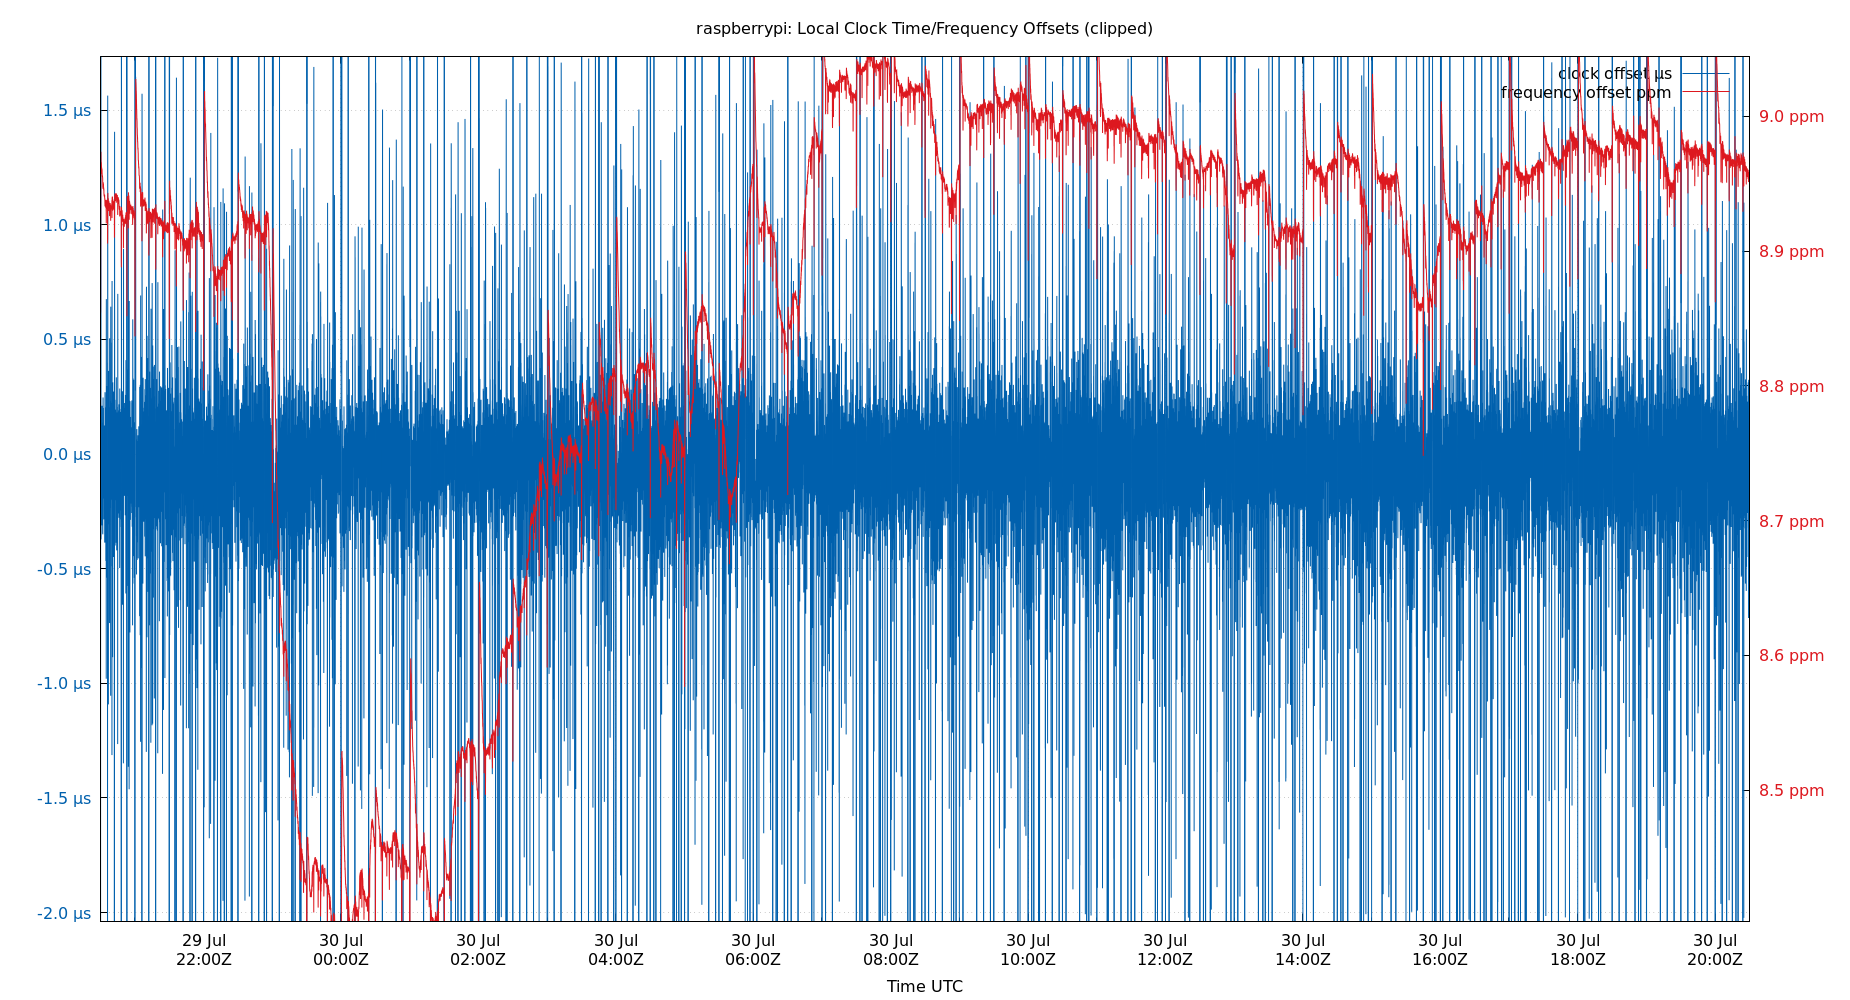 raspberrypi: Local Clock Time/Frequency Offsets (clipped)
clock offset µs
frequency offset ppm
1.5 µs
1.0 µs
0.5 µs
0.0 µs
-0.5 µs
-1.0 µs
-1.5 µs
-2.0 µs
9.0 ppm
8.9 ppm
8.8 ppm
8.7 ppm
8.6 ppm
8.5 ppm
29 Jul 30 Jul 30 Jul 30 Jul 30 Jul 30 Jul 30 Jul 30 Jul 30 Jul 30 Jul 30 Jul 30 Jul
22:00Z 00:00Z 02:00Z 04:00Z 06:00Z 08:00Z 10:00Z 12:00Z 14:00Z 16:00Z 18:00Z 20:00Z
Time UTC